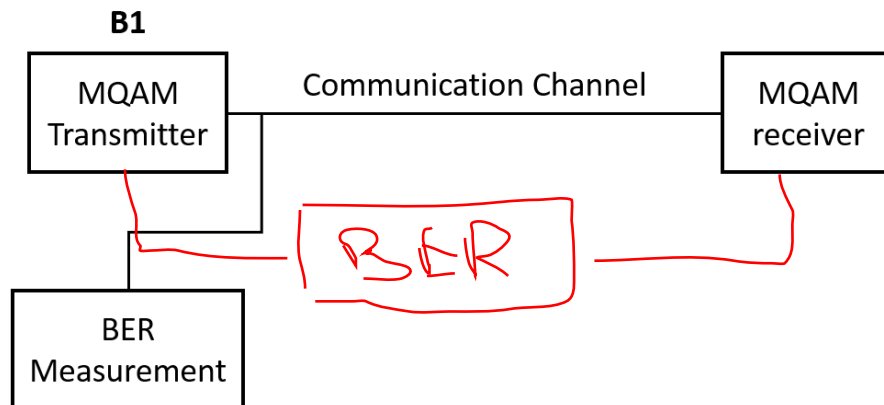 B1
MQAM
Transmitter
Communication Channel
MQAM
receiver
BER
BER
Measurement